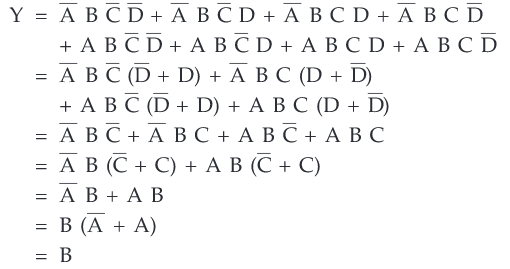 Y = A̅ B C̅ D̅ + A̅ B C̅ D + A̅ B C D + A̅ B C D̅
+ A B C̅ D̅ + A B C̅ D + A B C D + A B C D̅
= A̅ B C̅ (D̅ + D) + A̅ B C (D + D̅)
+ A B C̅ (D̅ + D) + A B C (D + D̅)
= A̅ B C̅ + A̅ B C + A B C̅ + A B C
= A̅ B (C̅ + C) + A B (C̅ + C)
= A̅ B + A B
= B (A̅ + A)
= B